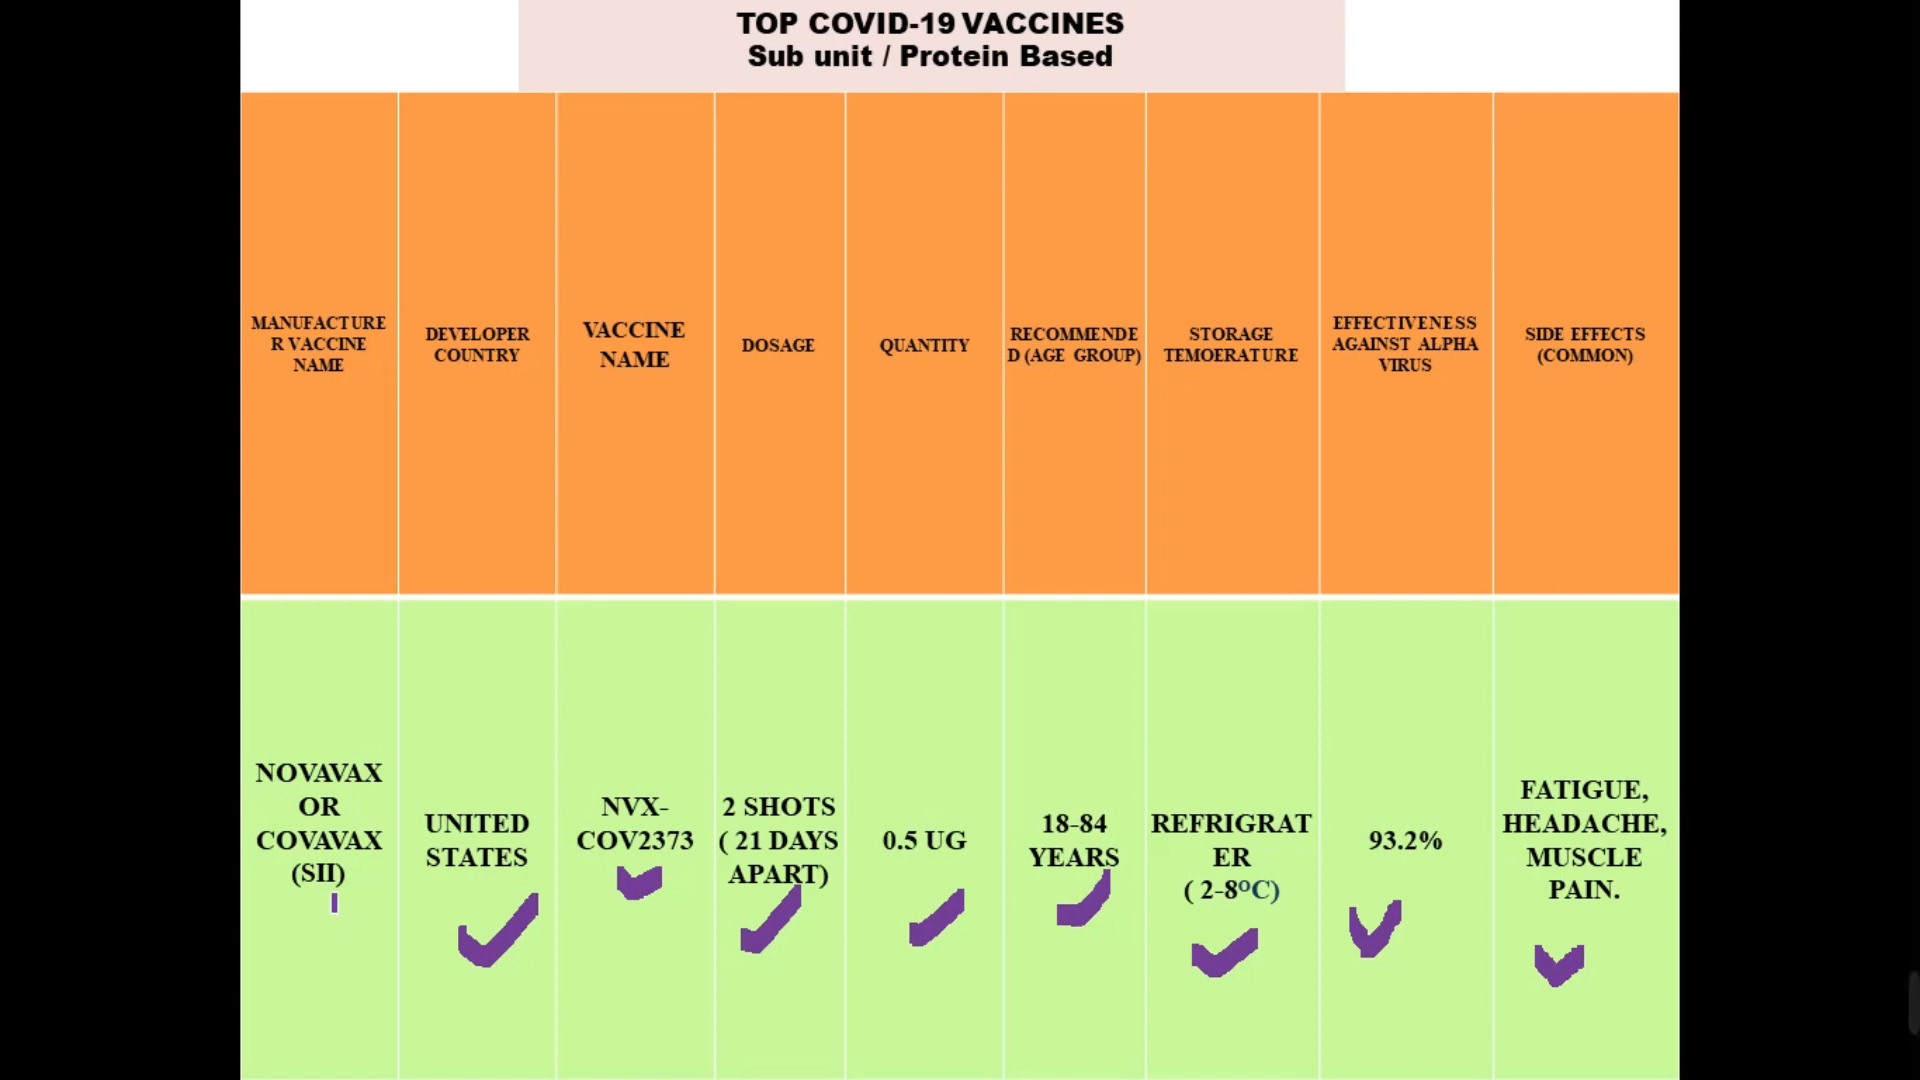 TOP COVID-19 VACCINES
Sub unit / Protein Based
MANUFACTURE
R VACCINE
NAME
DEVELOPER
COUNTRY
VACCINE
NAME
DOSAGE
QUANTITY
RECOMMENDE
D (AGE GROUP)
STORAGE
TEMOERATURE
EFFECTIVENESS
AGAINST ALPHA
VIRUS
SIDE EFFECTS
(COMMON)
NOVAVAX
OR
COVAVAX
(SII)
UNITED
STATES
NVX-
COV2373
2 SHOTS
( 21 DAYS
APART)
0.5 UG
18-84
YEARS
REFRIGRAT
ER
( 2-8ºC)
93.2%
FATIGUE,
HEADACHE,
MUSCLE
PAIN.